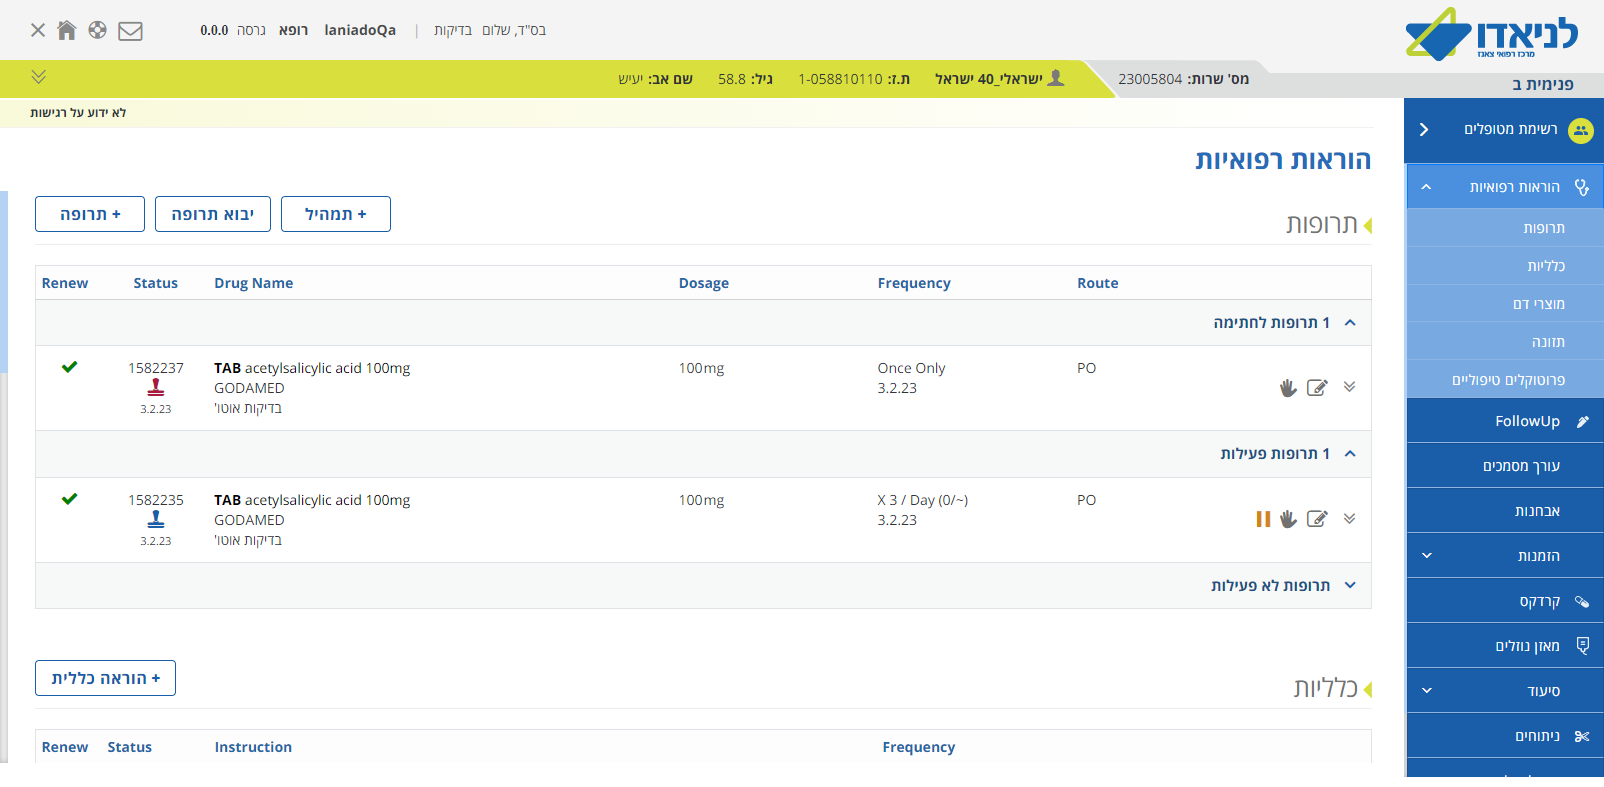 לניאדו
מרכז רפואי צאנז
בס"ד, שלום בדיקות | laniadoQa רופא גרסה 0.0.0
פנימית ב
מס' שרות: 23005804
ישראלי_40 ישראל ת.ז: 1-058810110 גיל: 58.8 שם אב: יעיש
לא ידוע על רגישות
רשימת מטופלים
הוראות רפואיות
תרופות
כלליות
מוצרי דם
תזונה
פרוטוקלים טיפוליים
FollowUp
עורך מסמכים
אבחנות
הזמנות
קרדקס
מאזן נוזלים
סיעוד
ניתוחים
הוראות רפואיות
תרופות
+ תמהיל
יבוא תרופה
+ תרופה
Renew Status Drug Name Dosage Frequency Route
1 תרופות לחתימה
1582237 TAB acetylsalicylic acid 100mg 100mg Once Only PO
GODAMED 3.2.23
3.2.23 בדיקות אוטו'
1 תרופות פעילות
1582235 TAB acetylsalicylic acid 100mg 100mg X 3 / Day (0/~) PO
GODAMED 3.2.23
3.2.23 בדיקות אוטו'
תרופות לא פעילות
כלליות
+ הוראה כללית
Renew Status Instruction Frequency